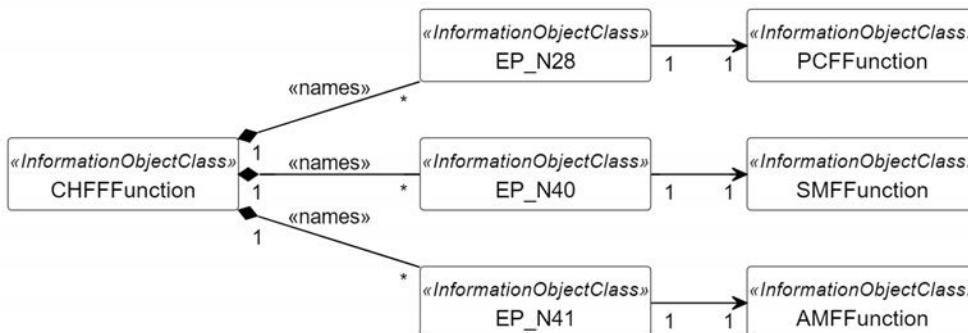 «InformationObjectClass»
EP_N28
1
1
«InformationObjectClass»
PCFFunction
«names»
*
1
«InformationObjectClass»
CHFFFunction
«names»
1
*
«InformationObjectClass»
EP_N40
1
1
«InformationObjectClass»
SMFFunction
«names»
1
*
«InformationObjectClass»
EP_N41
1
1
«InformationObjectClass»
AMFFunction